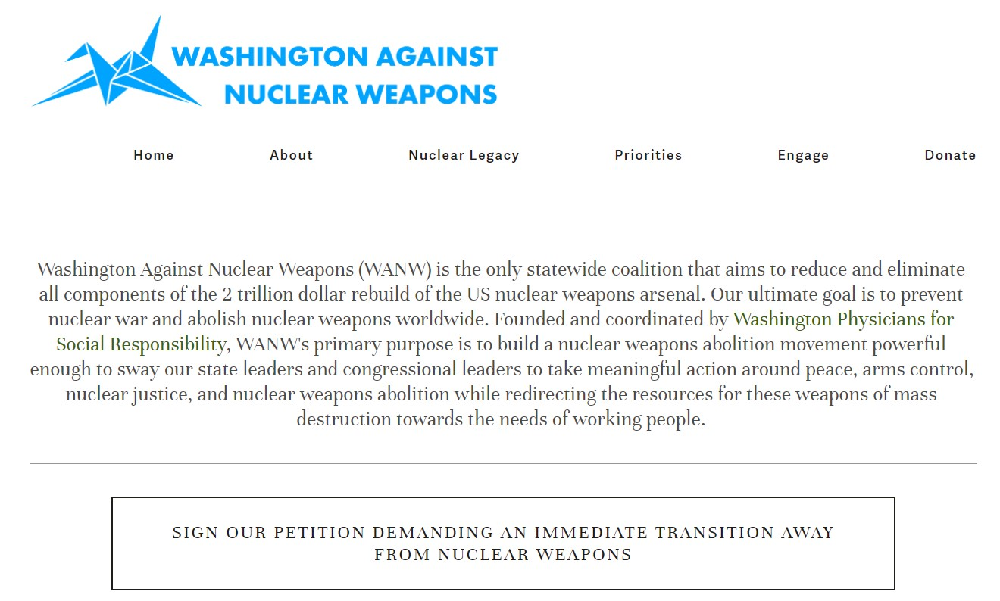 WASHINGTON AGAINST
NUCLEAR WEAPONS
Home About Nuclear Legacy Priorities Engage Donate
Washington Against Nuclear Weapons (WANW) is the only statewide coalition that aims to reduce and eliminate
all components of the 2 trillion dollar rebuild of the US nuclear weapons arsenal. Our ultimate goal is to prevent
nuclear war and abolish nuclear weapons worldwide. Founded and coordinated by Washington Physicians for
Social Responsibility, WANW's primary purpose is to build a nuclear weapons abolition movement powerful
enough to sway our state leaders and congressional leaders to take meaningful action around peace, arms control,
nuclear justice, and nuclear weapons abolition while redirecting the resources for these weapons of mass
destruction towards the needs of working people.
SIGN OUR PETITION DEMANDING AN IMMEDIATE TRANSITION AWAY
FROM NUCLEAR WEAPONS